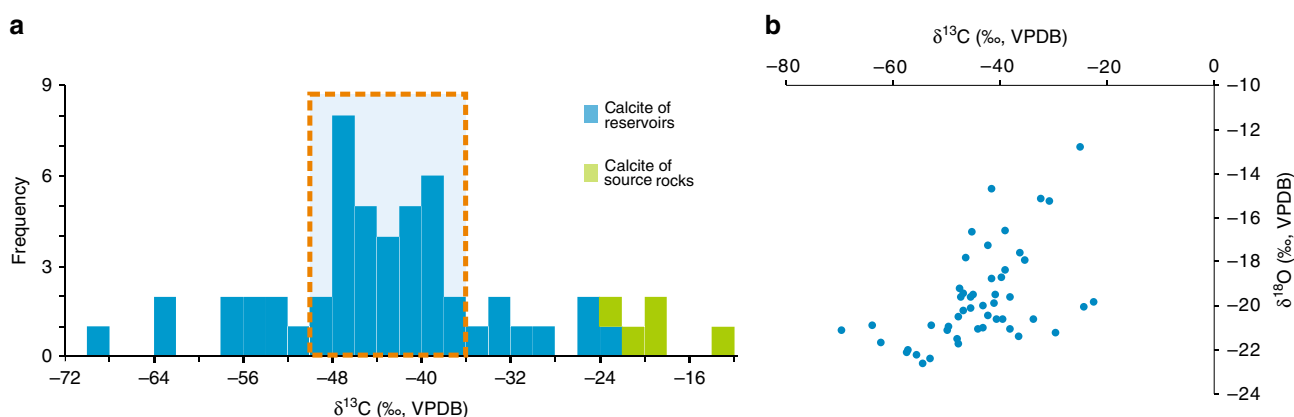 a
9
6
3
0
Frequency
−72
−64
−56
−48
−40
−32
−24
−16
δ13C (‰, VPDB)
Calcite of
reservoirs
Calcite of
source rocks
b
δ13C (‰, VPDB)
−80
−60
−40
−20
0
−10
−12
−14
−16
−18
−20
−22
−24
δ18O (‰, VPDB)